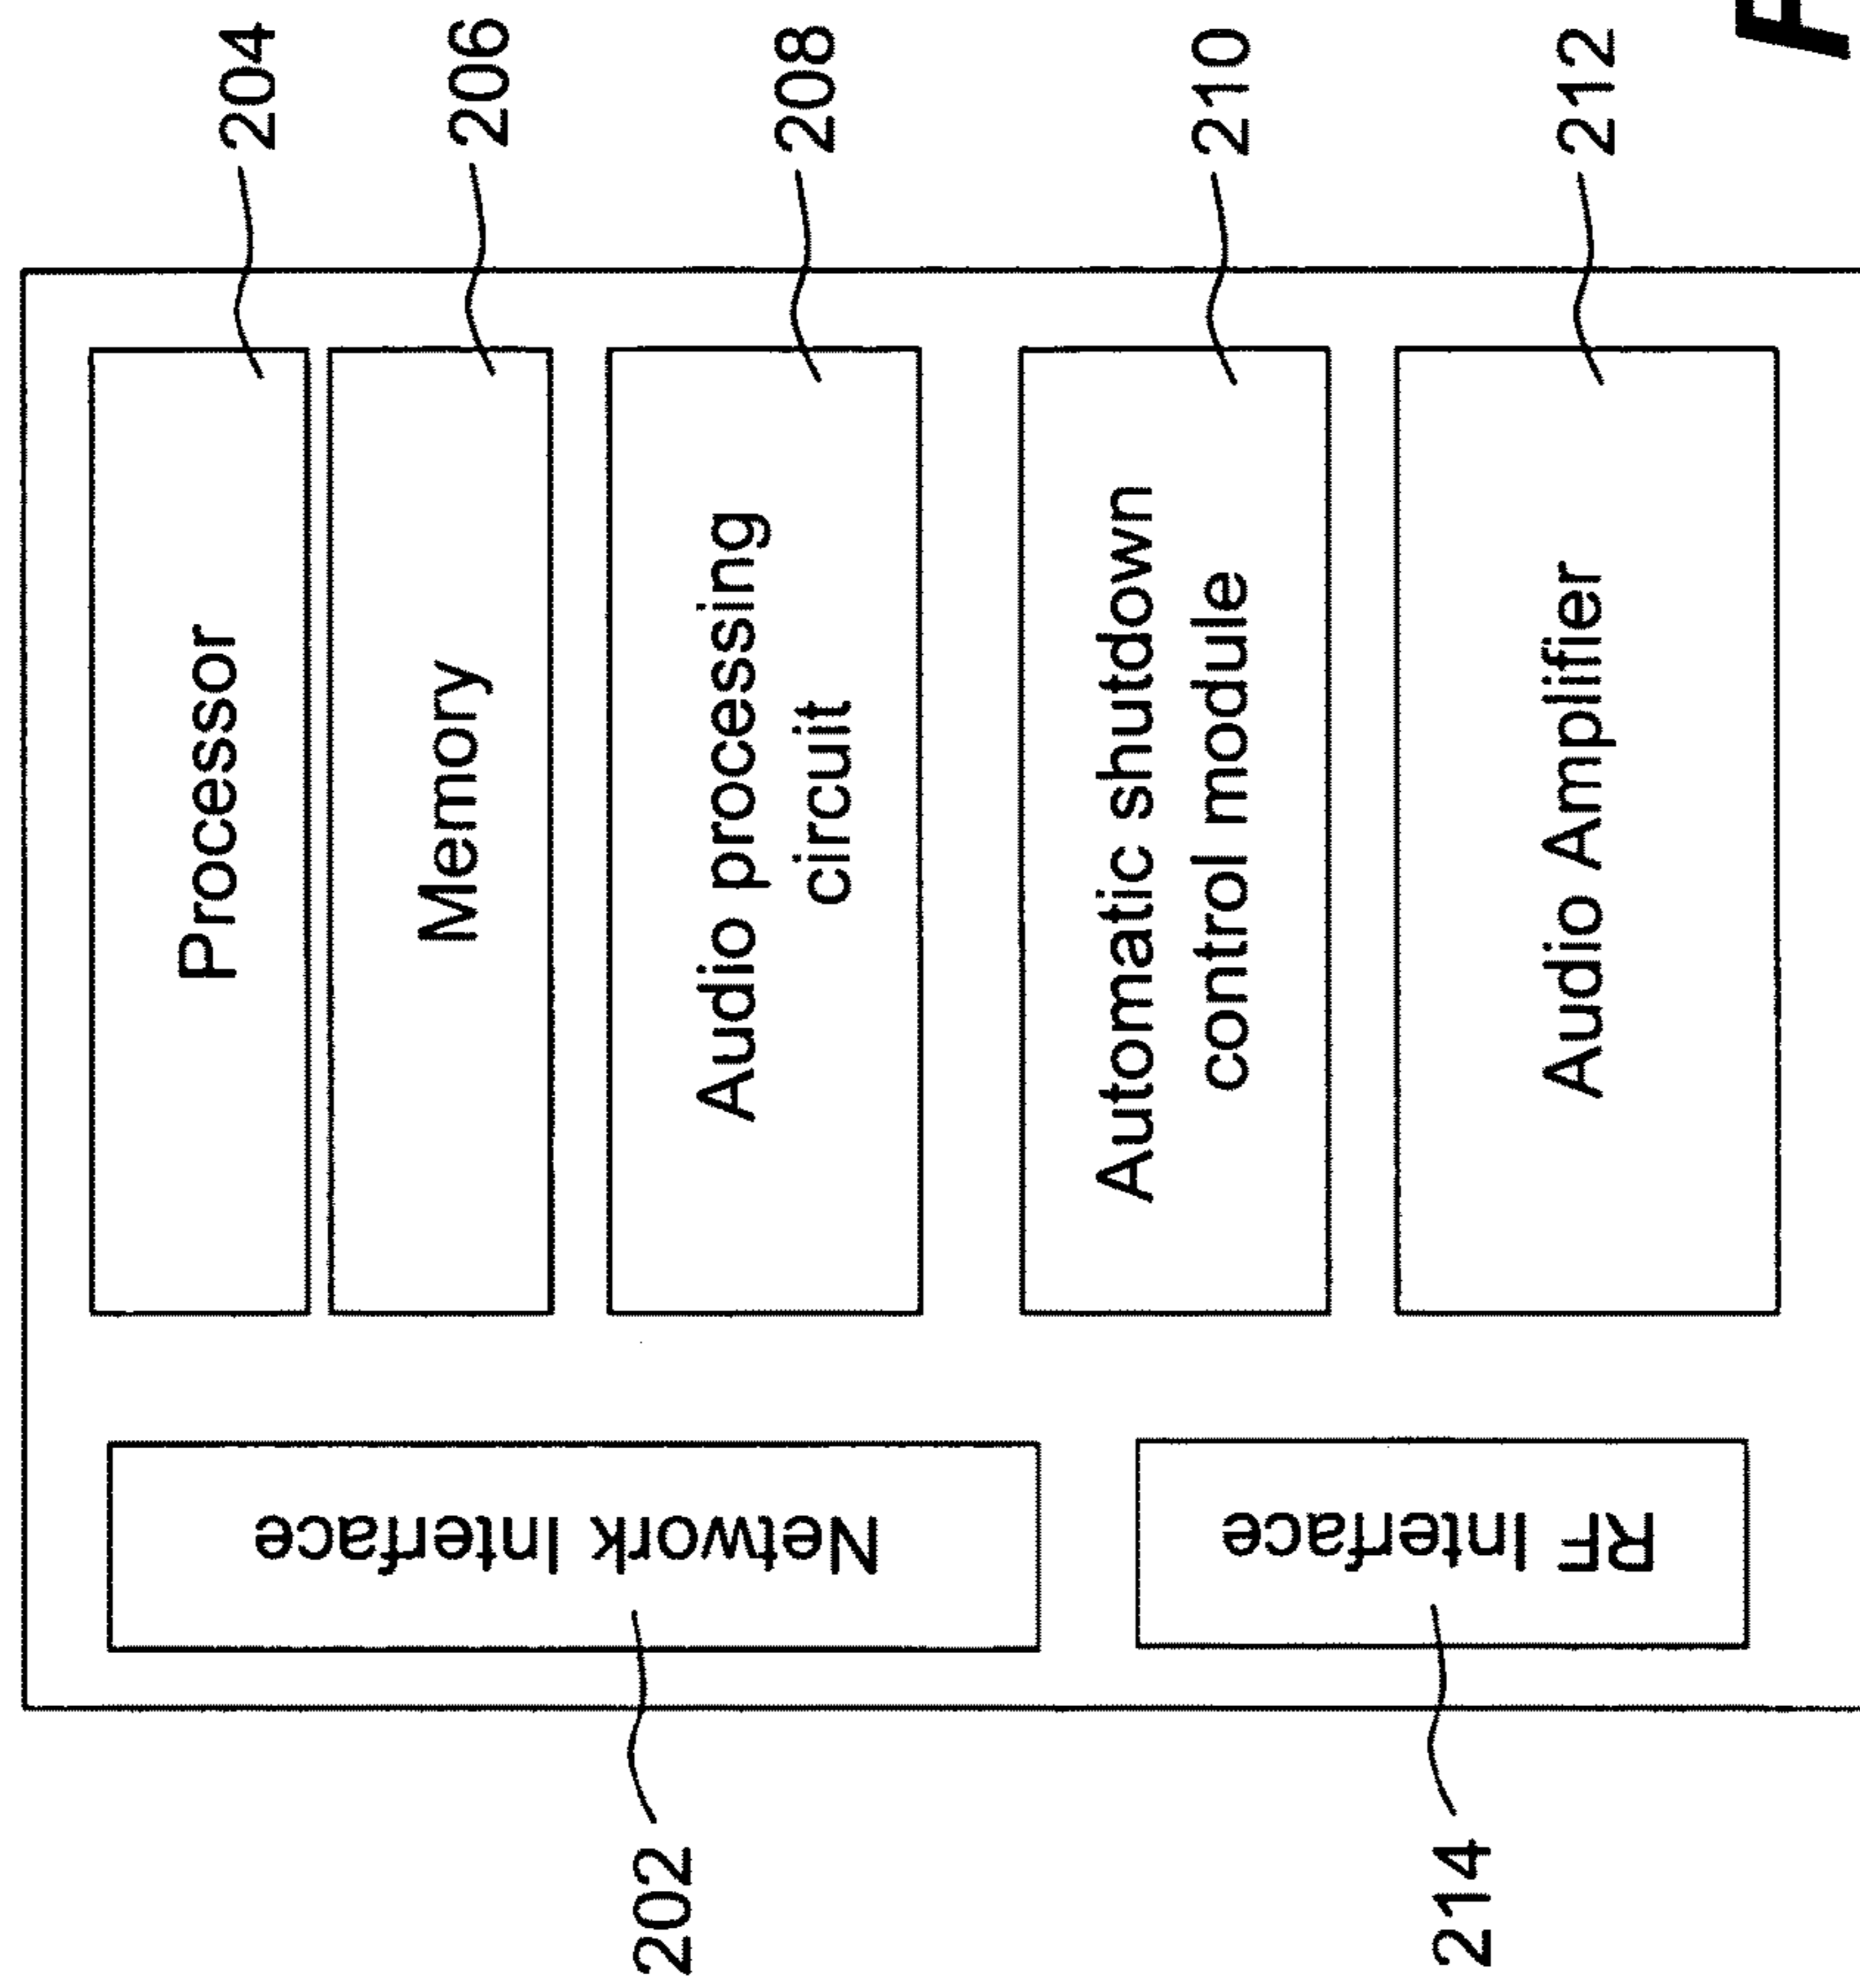 204
Processor
206
Memory
208
Audio processing
circuit
210
Automatic shutdown
control module
212
Audio Amplifier
202
Network Interface
214
RF Interface